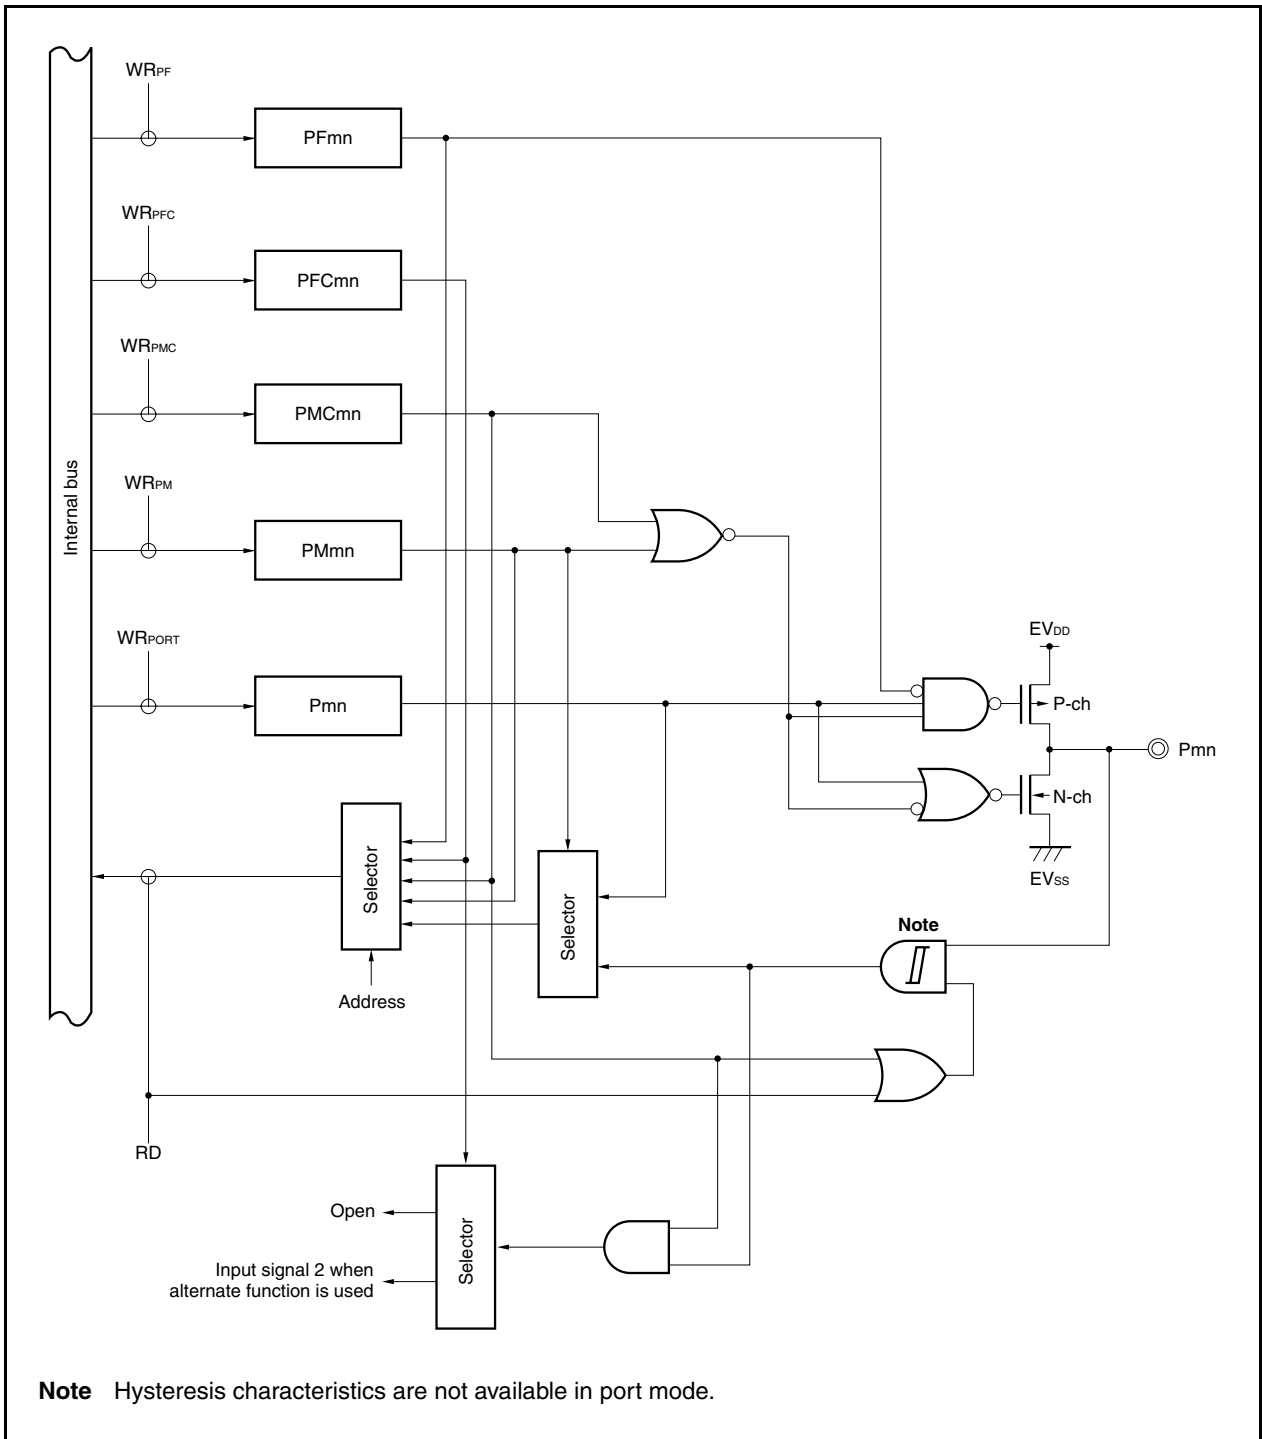 WRPF
PFmn
WRPFC
PFCmn
WRPMC
PMCmn
WRPM
PMmn
Internal bus
WRPORT
Pmn
EVDD
P-ch
Pmn
N-ch
EVSS
Selector
Selector
Note
Address
RD
Open
Selector
Input signal 2 when
alternate function is used
Note Hysteresis characteristics are not available in port mode.